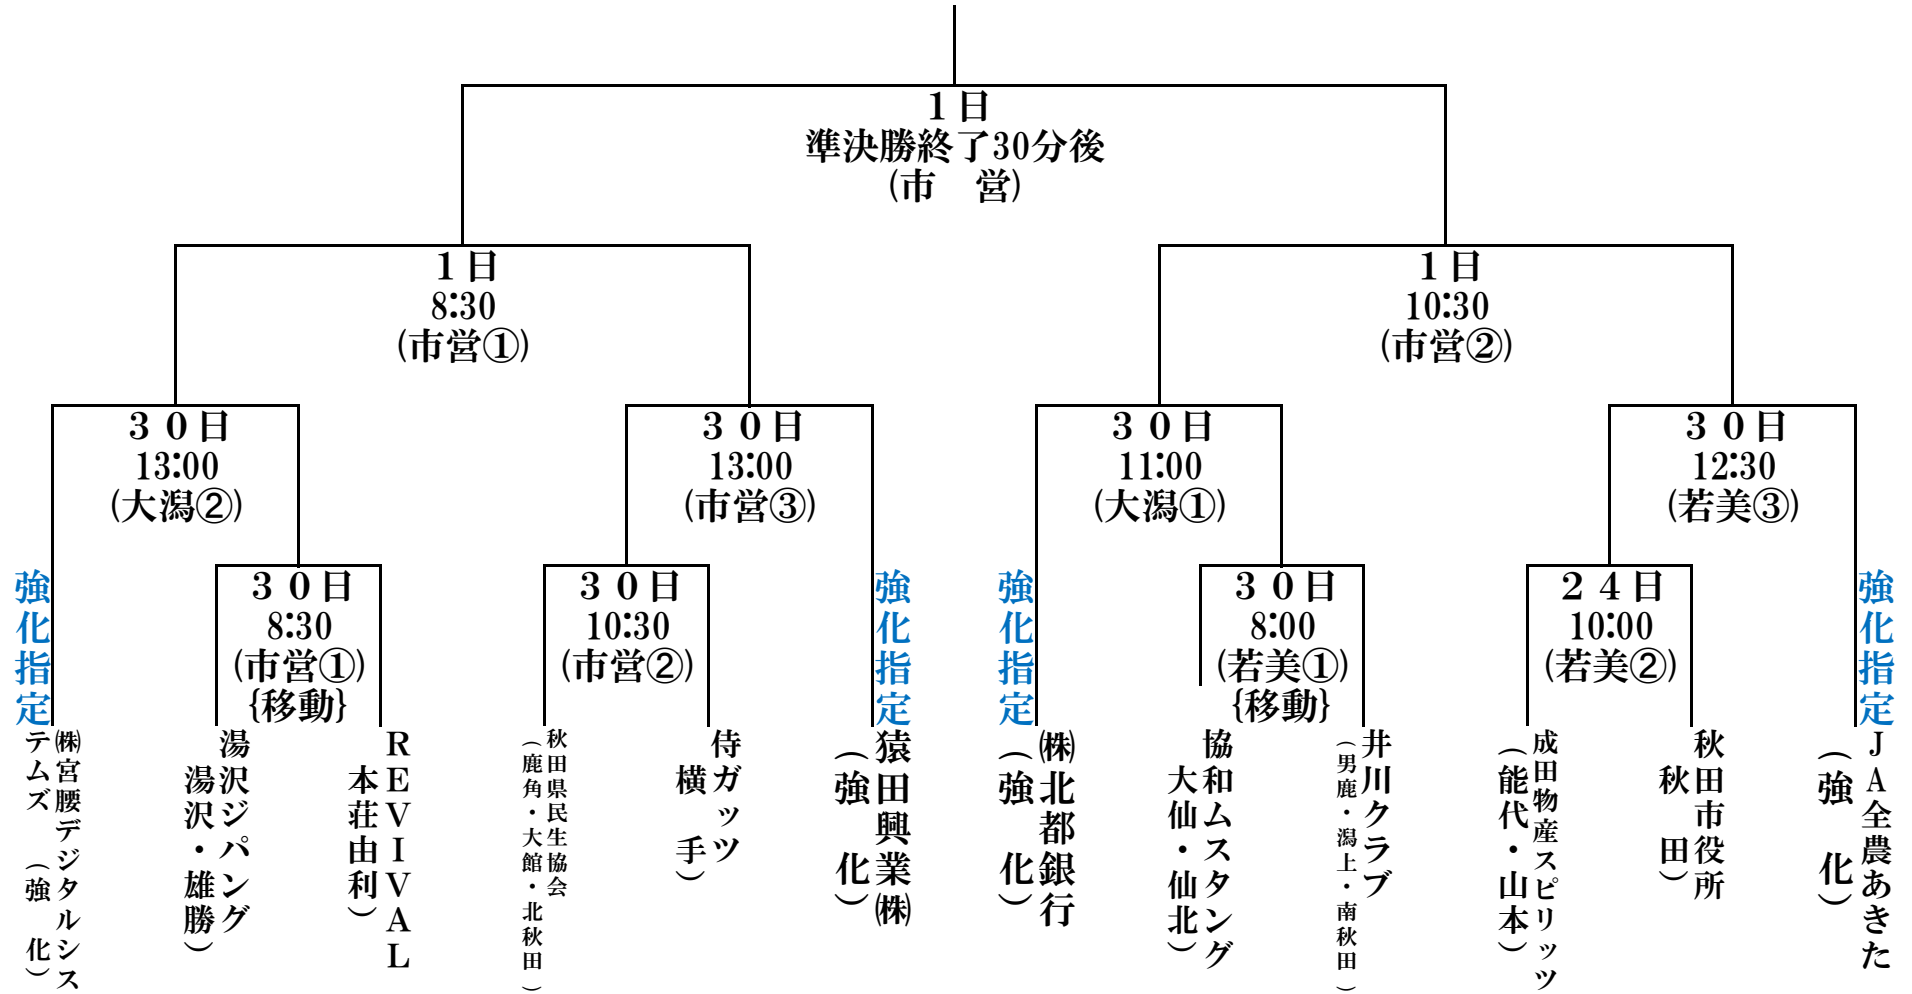 １日
準決勝終了30分後
(市　営)
１日
8:30
(市営①)
１日
10:30
(市営②)
３０日
13:00
(大潟②)
３０日
13:00
(市営③)
３０日
11:00
(大潟①)
３０日
12:30
(若美③)
３０日
8:30
(市営①)
{移動}
３０日
10:30
(市営②)
３０日
8:00
(若美①)
{移動}
２４日
10:00
(若美②)
強化指定
㈱宮腰デジタルシス
テムズ　（強　化）
湯沢ジパング
湯沢・雄勝）
ＲＥＶＩＶＡＬ
本荘由利）
秋田県民生協会
（鹿角・大館・北秋田）
侍ガッツ
横　手）
強化指定
猿田興業㈱
（強　化）
強化指定
㈱北都銀行
（強　化）
協和ムスタング
大仙・仙北）
井川クラブ
（男鹿・潟上・南秋田）
成田物産スピリッツ
（能代・山本）
秋田市役所
秋　田）
強化指定
ＪＡ全農あきた
（強　化）